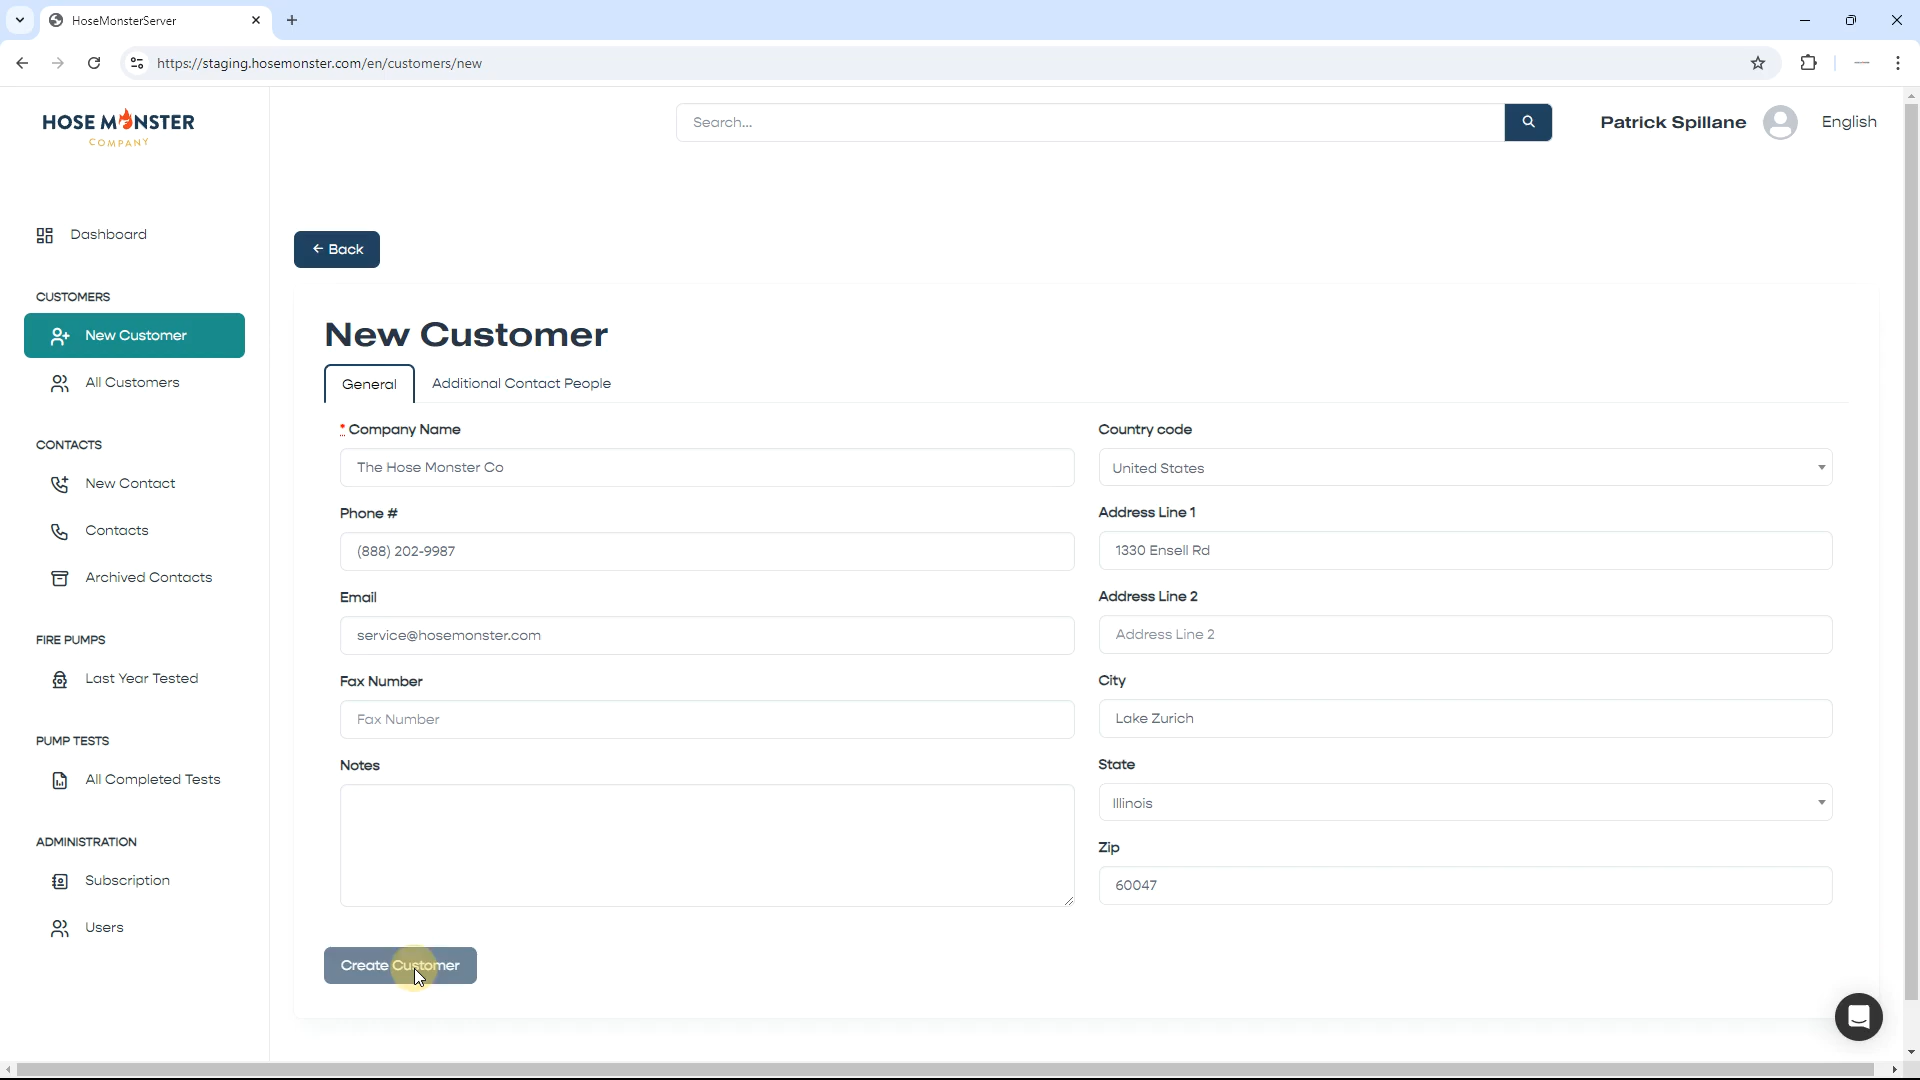 HoseMonsterServer
https://staging.hosemonster.com/en/customers/new
HOSE MONSTER
COMPANY
Search...
Patrick Spillane
English
Dashboard
CUSTOMERS
New Customer
All Customers
CONTACTS
New Contact
Contacts
Archived Contacts
FIRE PUMPS
Last Year Tested
PUMP TESTS
All Completed Tests
ADMINISTRATION
Subscription
Users
← Back
New Customer
General
Additional Contact People
* Company Name
The Hose Monster Co
Phone #
(888) 202-9987
Email
service@hosemonster.com
Fax Number
Fax Number
Notes
Country code
United States
Address Line 1
1330 Ensell Rd
Address Line 2
Address Line 2
City
Lake Zurich
State
Illinois
Zip
60047
Create Customer